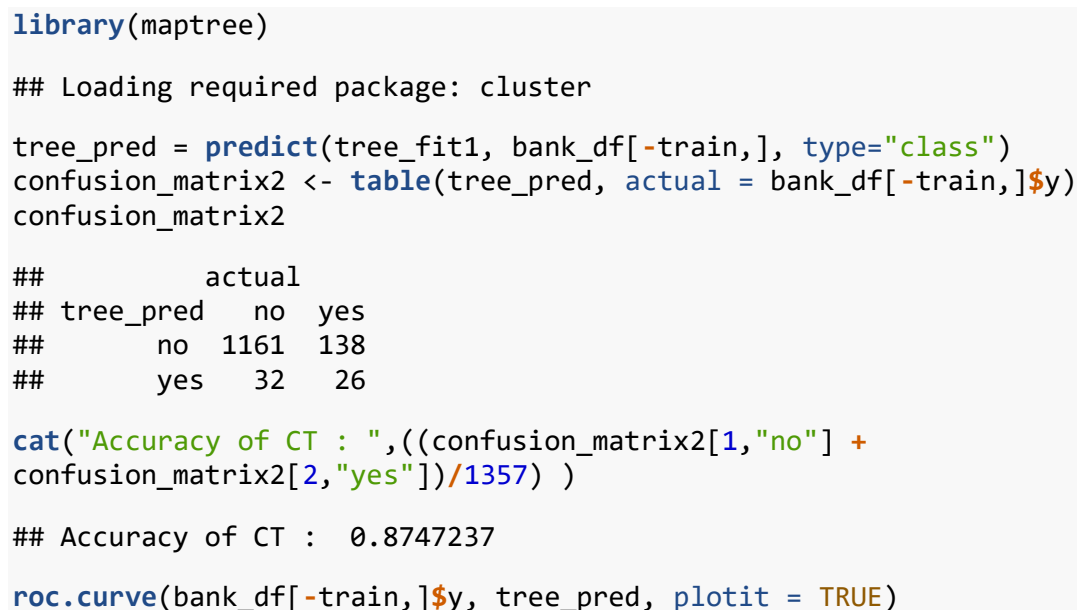 library(maptree)
## Loading required package: cluster
tree_pred = predict(tree_fit1, bank_df[-train,], type="class")
confusion_matrix2 <- table(tree_pred, actual = bank_df[-train,]$y)
confusion_matrix2
##          actual
## tree_pred   no  yes
##       no  1161  138
##       yes   32   26
cat("Accuracy of CT : ",((confusion_matrix2[1,"no"] +
confusion_matrix2[2,"yes"])/1357) )
## Accuracy of CT :  0.8747237
roc.curve(bank_df[-train,]$y, tree_pred, plotit = TRUE)